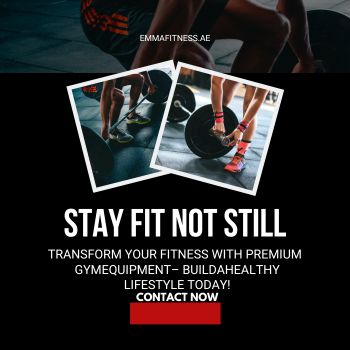 EMMAFITNESS.AE
STAY FIT NOT STILL
TRANSFORM YOUR FITNESS WITH PREMIUM
GYMEQUIPMENT– BUILDAHEALTHY
LIFESTYLE TODAY!
CONTACT NOW